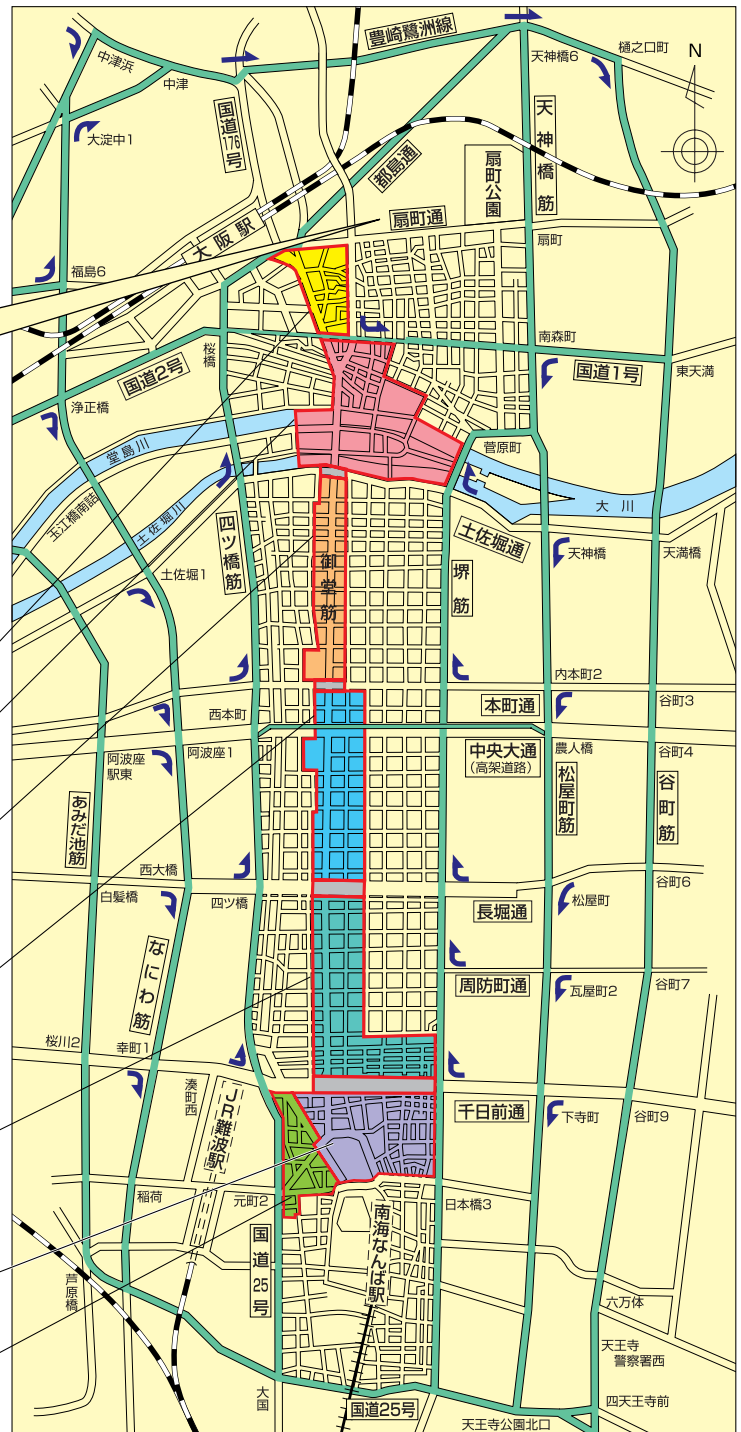 豊崎鷺洲線
天神橋6
樋之口町
N
中津浜
中津
国道176号
天神橋筋
大淀中1
扇町公園
都島通
扇町通
大阪駅
扇町
福島6
南森町
桜橋
国道2号
国道1号
東天満
浄正橋
菅原町
堂島川
大川
玉江橋南詰
土佐堀川
四ツ橋筋
御堂筋
土佐堀通
天神橋
天満橋
堺筋
土佐堀1
内本町2
谷町3
西本町
本町通
阿波座駅東
阿波座1
中央大通
(高架道路)
農人橋
谷町4
あみだ池筋
松屋町筋
谷町筋
西大橋
谷町6
白髪橋
四ツ橋
長堀通
松屋町
なにわ筋
周防町通
瓦屋町2
谷町7
桜川2
幸町1
湊町西
JR難波駅
千日前通
下寺町
谷町9
稲荷
元町2
日本橋3
南海なんば駅
国道25号
芦原橋
六万体
天王寺
警察署西
大国
国道25号
四天王寺前
天王寺公園北口